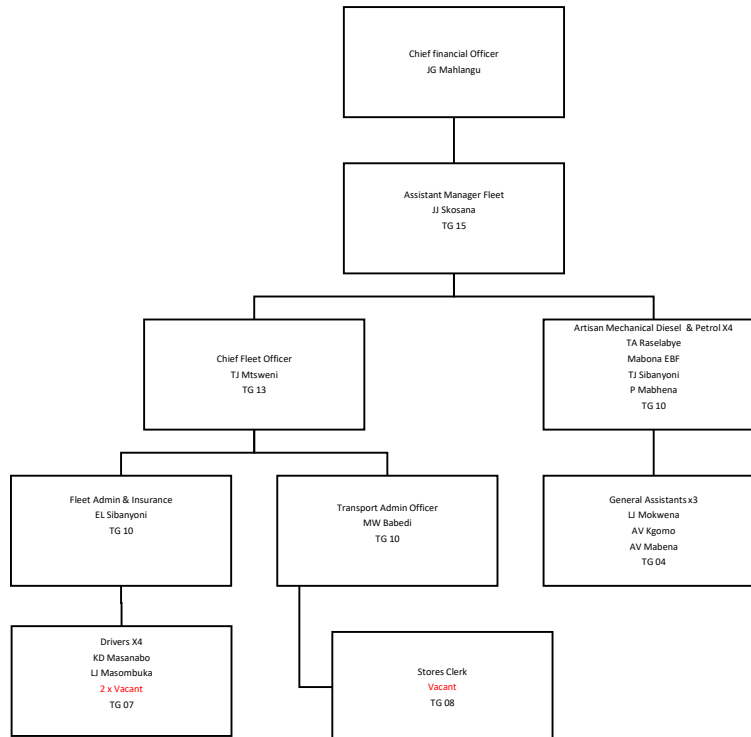 Chief financial Officer
JG Mahlangu
Assistant Manager Fleet
JJ Skosana
TG 15
Chief Fleet Officer
TJ Mtsweni
TG 13
Artisan Mechanical Diesel & Petrol X4
TA Raselabye
Mabona EBF
TJ Sibanyoni
P Mabhena
TG 10
Fleet Admin & Insurance
EL Sibanyoni
TG 10
Transport Admin Officer
MW Babedi
TG 10
General Assistants x3
LJ Mokwena
AV Kgomo
AV Mabena
TG 04
Drivers X4
KD Masanabo
LJ Masombuka
2 x Vacant
TG 07
Stores Clerk
Vacant
TG 08